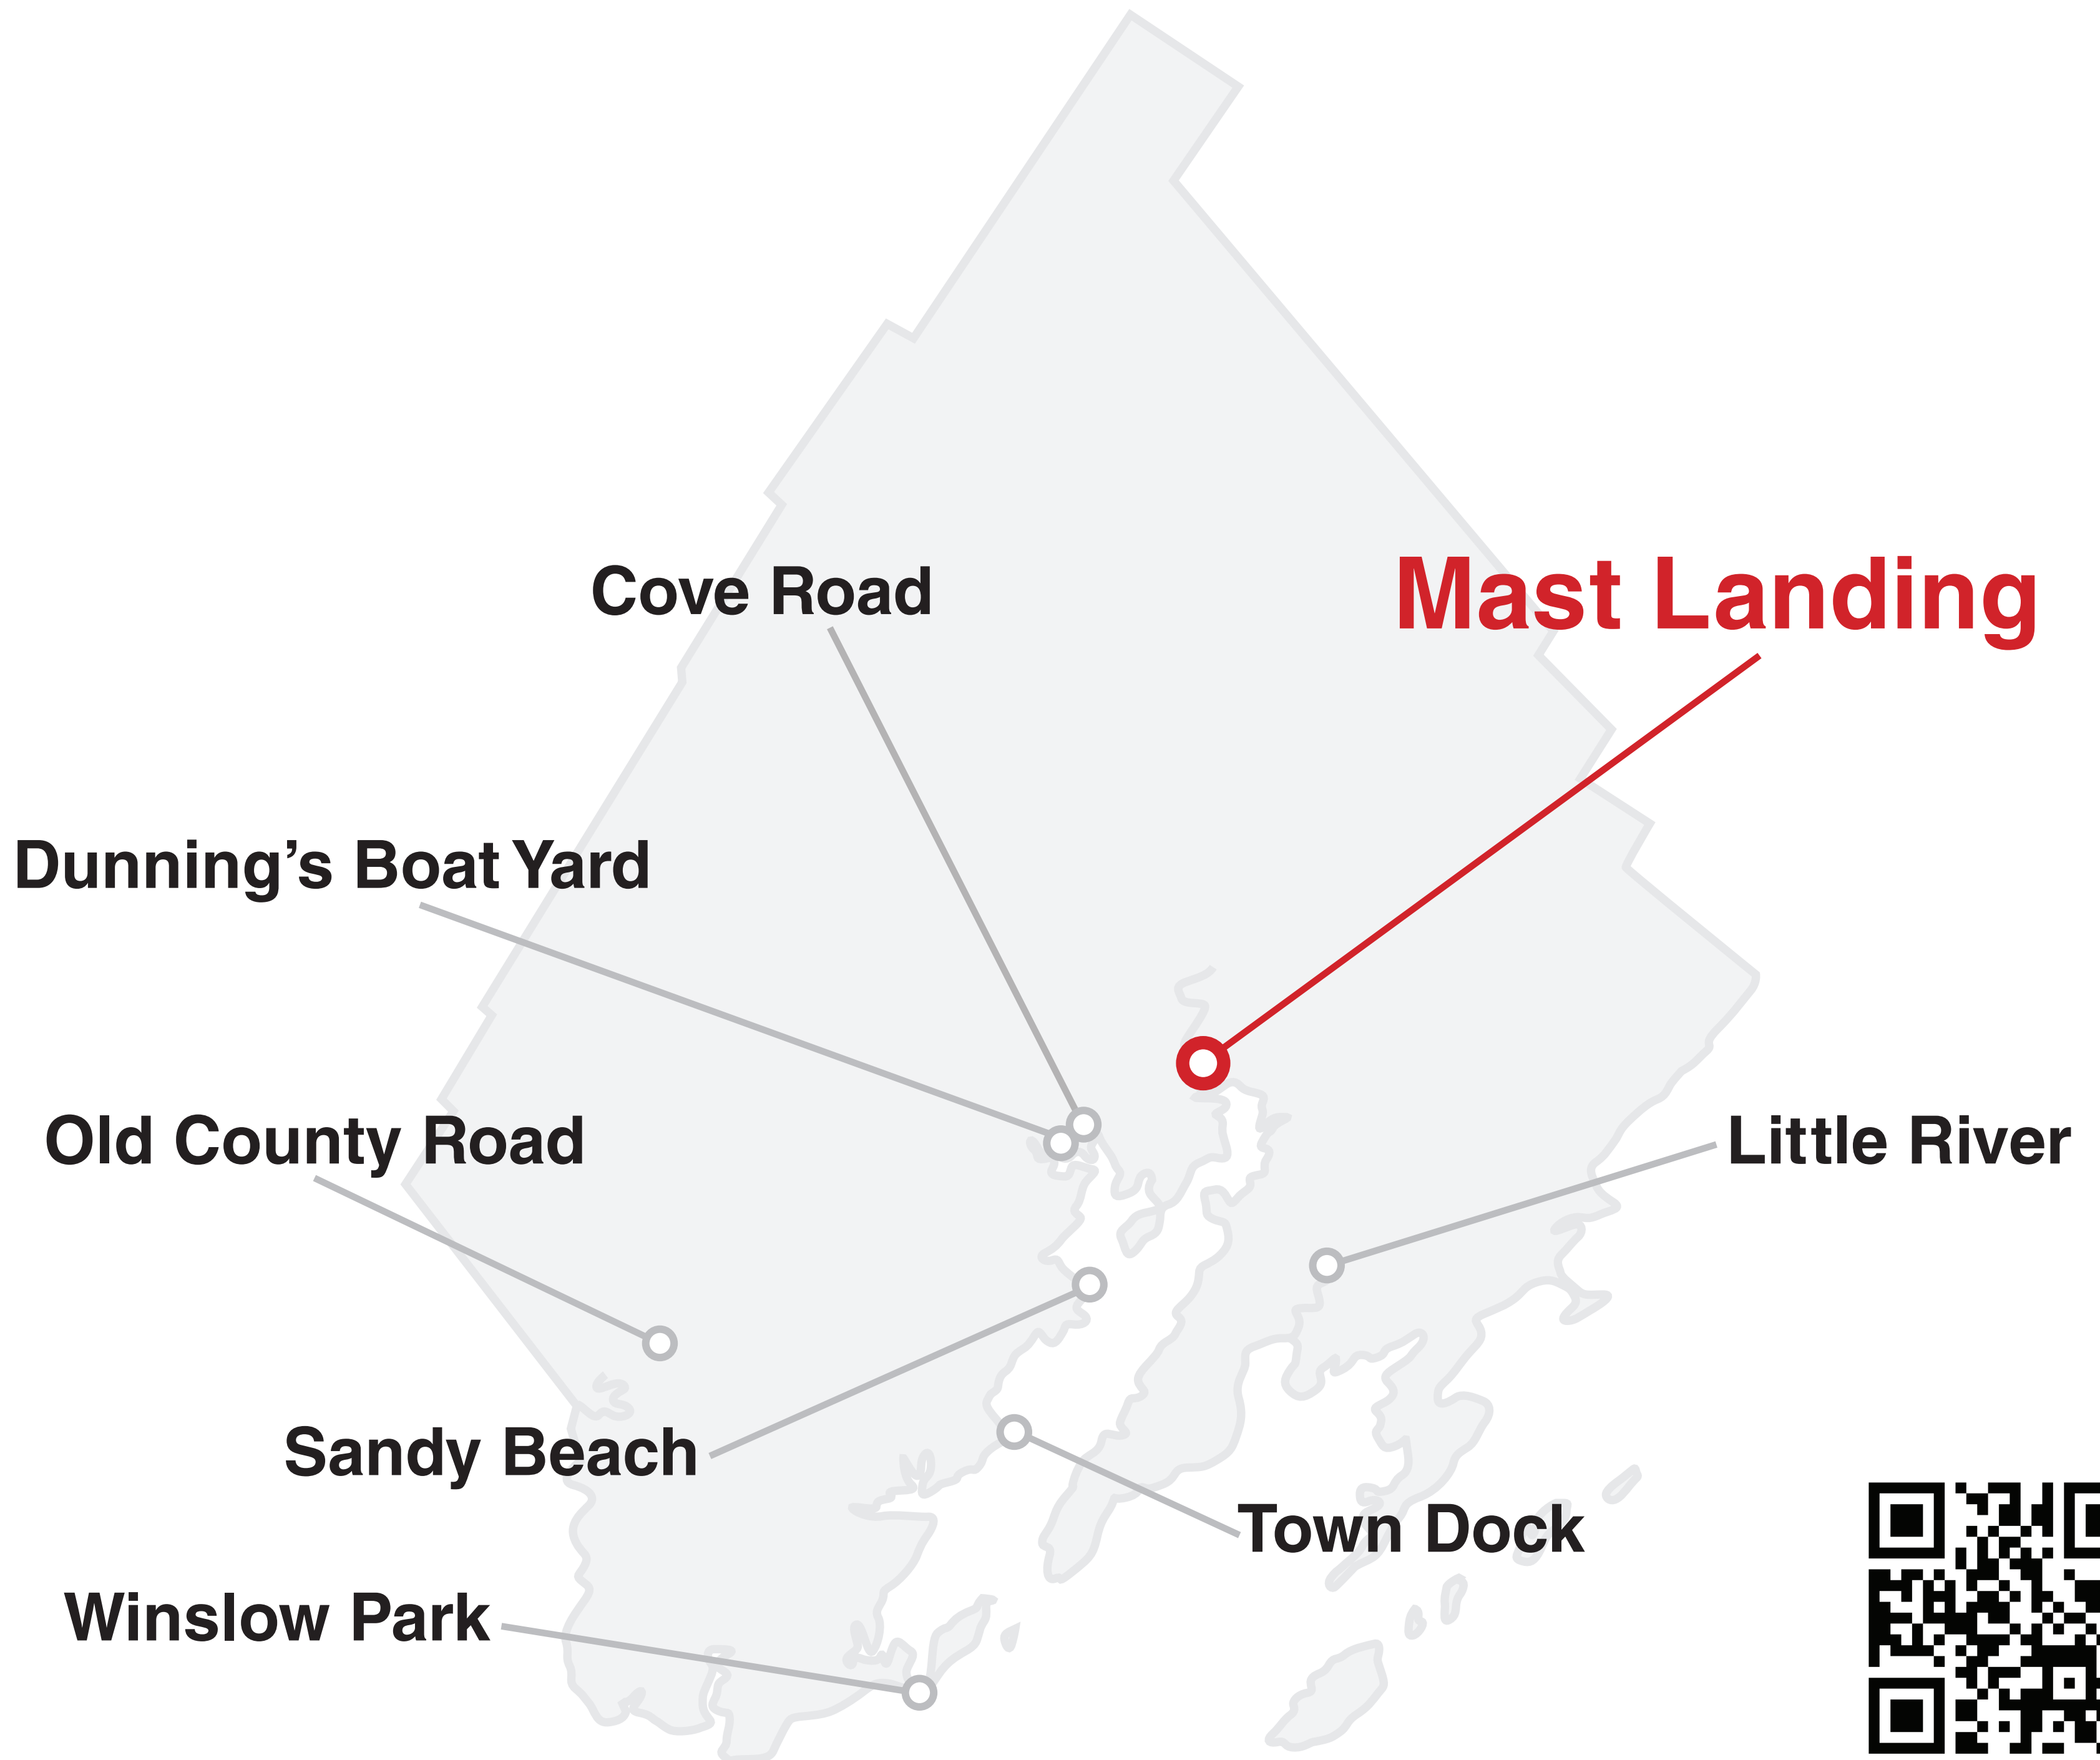 Cove Road
Mast Landing
Dunning’s Boat Yard
Old County Road
Little River
Sandy Beach
Town Dock
Winslow Park